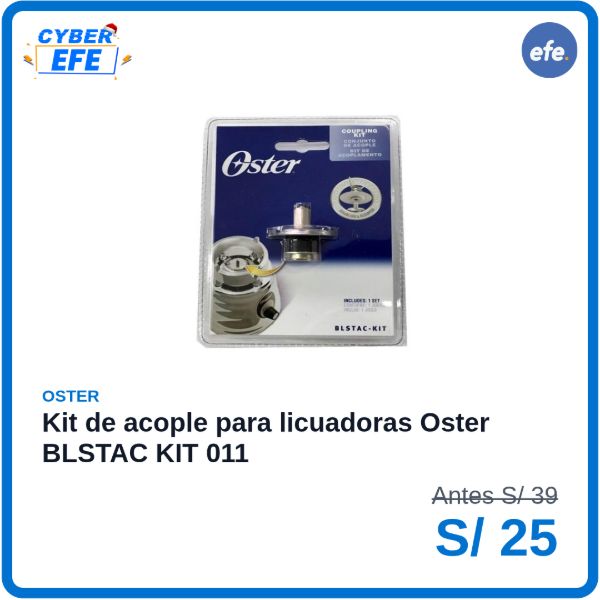 CYBER
EFE
efe.
COUPLING
KIT
CONJUNTO
DE ACOPLE
KIT DE
ACOPLAMENTO
Oster
INCLUDES: 1 SET
BLSTAC-KIT
OSTER
Kit de acople para licuadoras Oster
BLSTAC KIT 011
Antes S/ 39
S/ 25